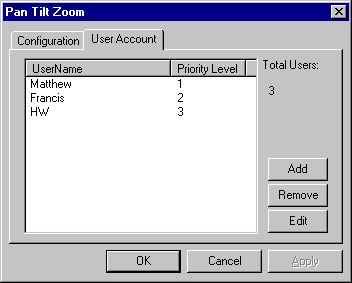 Pan Tilt Zoom
Configuration User Account
UserName Priority Level Total Users:
Matthew 1
Francis 2 3
HW 3
Add
Remove
Edit
OK Cancel Apply